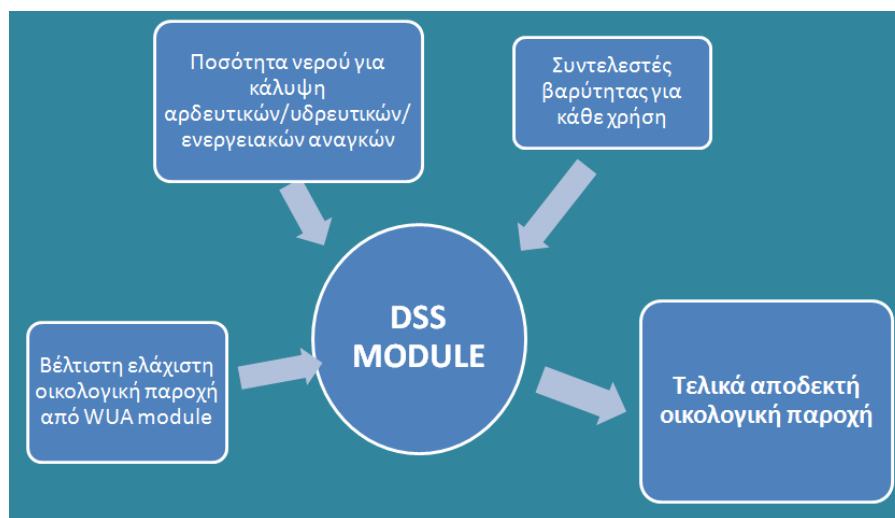 Ποσότητα νερού για
κάλυψη
αρδευτικών/υδρευτικών/
ενεργειακών αναγκών
Συντελεστές
βαρύτητας για
κάθε χρήση
Βέλτιστη ελάχιστη
οικολογική παροχή
από WUA module
DSS
MODULE
Τελικά αποδεκτή
οικολογική παροχή